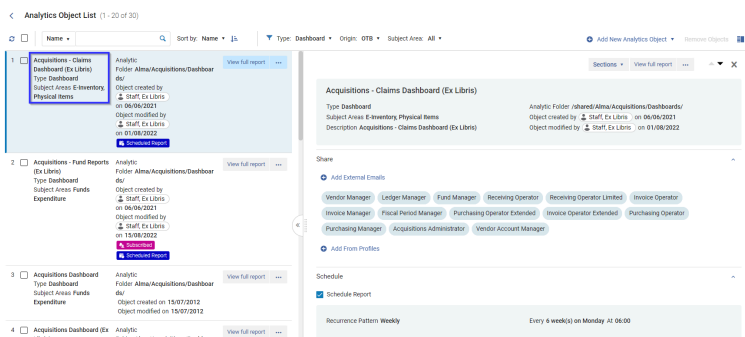 Analytics Object List (1 - 20 of 30)
Name
Sort by: Name
Type: Dashboard Origin: OTB Subject Area: All
Add New Analytics Object
Remove Objects
1
Acquisitions - Claims
Dashboard (Ex Libris)
Type Dashboard
Subject Areas E-Inventory,
Physical Items
Analytic
Folder Alma/Acquisitions/Dashboar
ds/
Object created by
Staff, Ex Libris
on 06/06/2021
Object modified by
Staff, Ex Libris
on 01/08/2022
Scheduled Report
View full report
2
Acquisitions - Fund Reports
(Ex Libris)
Type Dashboard
Subject Areas Funds
Expenditure
Analytic
Folder Alma/Acquisitions/Dashboar
ds/
Object created by
Staff, Ex Libris
on 06/06/2021
Object modified by
Staff, Ex Libris
on 15/08/2022
Subscribed
Scheduled Report
View full report
3
Acquisitions Dashboard
Type Dashboard
Subject Areas Funds
Expenditure
Analytic
Folder Alma/Acquisitions/Dashboar
ds/
Object created on 15/07/2012
Object modified on 15/07/2012
View full report
4
Acquisitions Dashboard (Ex
Analytic
View full report
Sections
View full report
Acquisitions - Claims Dashboard (Ex Libris)
Type Dashboard
Subject Areas E-Inventory, Physical Items
Description Acquisitions - Claims Dashboard (Ex Libris)
Analytic Folder /shared/Alma/Acquisitions/Dashboards/
Object created by Staff, Ex Libris on 06/06/2021
Object modified by Staff, Ex Libris on 01/08/2022
Share
Add External Emails
Vendor Manager Ledger Manager Fund Manager Receiving Operator Receiving Operator Limited Invoice Operator
Invoice Manager Fiscal Period Manager Purchasing Operator Extended Invoice Operator Extended Purchasing Operator
Purchasing Manager Acquisitions Administrator Vendor Account Manager
Add From Profiles
Schedule
Schedule Report
Recurrence Pattern Weekly
Every 6 week(s) on Monday At 06:00